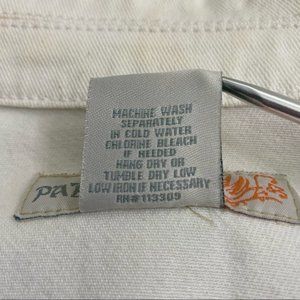 MACHINE WASH
SEPARATELY
IN COLD WATER
CHLORINE BLEACH
IF NEEDED
HANG DRY OR
TUMBLE DRY LOW
LOW IRON IF NECESSARY
RN# 113309
PAZ